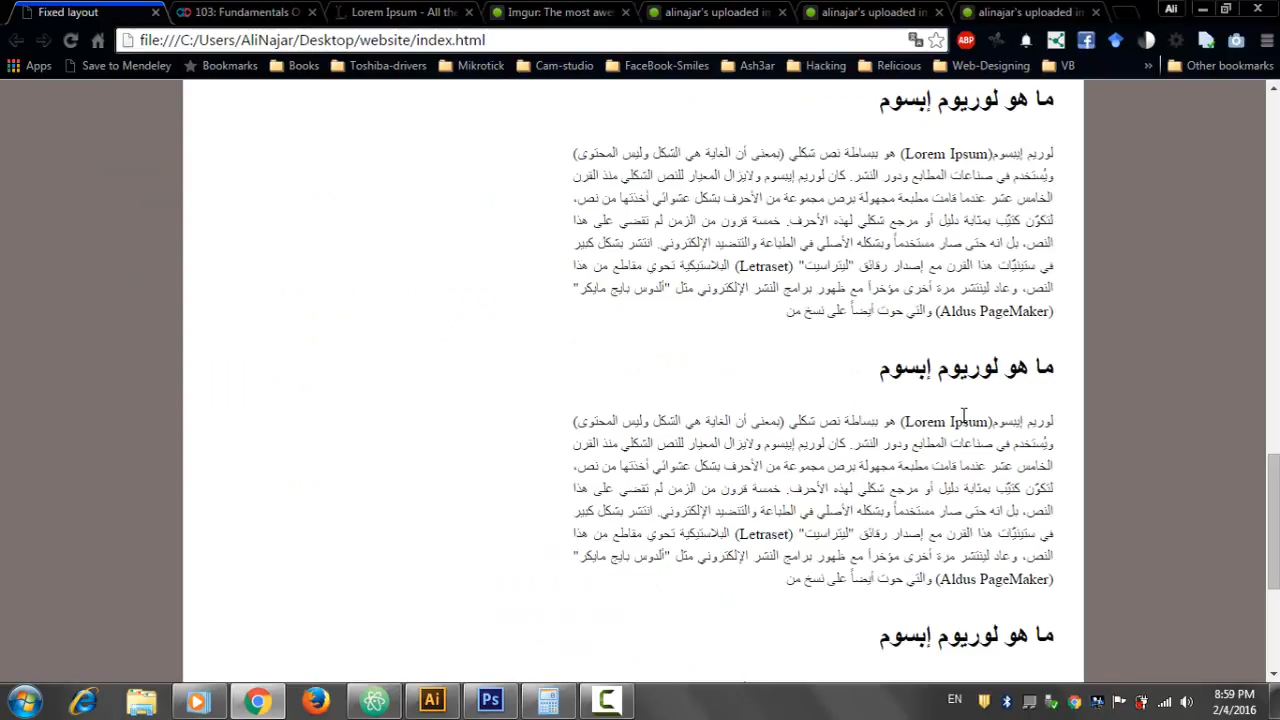 Fixed layout
103: Fundamentals O
Lorem Ipsum - All the
Imgur: The most awe
alinajar's uploaded im
alinajar's uploaded im
alinajar's uploaded im
Ali
file:///C:/Users/AliNajar/Desktop/website/index.html
ABP
Apps
Save to Mendeley
Bookmarks
Books
Toshiba-drivers
Mikrotick
Cam-studio
FaceBook-Smiles
Ash3ar
Hacking
Relicious
Web-Designing
VB
»
Other bookmarks
ما هو لوريوم إبسوم
لوريم إيبسوم(Lorem Ipsum) هو ببساطة نص شكلي (بمعنى أن الغاية هي الشكل وليس المحتوى)
ويُستخدم في صناعات المطابع ودور النشر. كان لوريم إيبسوم ولايزال المعيار للنص الشكلي منذ القرن
الخامس عشر عندما قامت مطبعة مجهولة برص مجموعة من الأحرف بشكل عشوائي أخذتها من نص،
لتكوّن كتيّب بمثابة دليل أو مرجع شكلي لهذه الأحرف. خمسة قرون من الزمن لم تقضي على هذا
النص، بل انه حتى صار مستخدماً وبشكله الأصلي في الطباعة والتنضيد الإلكتروني. انتشر بشكل كبير
في ستينيّات هذا القرن مع إصدار رقائق "ليتراسيت" (Letraset) البلاستيكية تحوي مقاطع من هذا
النص، وعاد لينتشر مرة أخرى مؤخراَ مع ظهور برامج النشر الإلكتروني مثل "ألدوس بايج مايكر"
(Aldus PageMaker) والتي حوت أيضاً على نسخ من
ما هو لوريوم إبسوم
لوريم إيبسوم(Lorem Ipsum) هو ببساطة نص شكلي (بمعنى أن الغاية هي الشكل وليس المحتوى)
ويُستخدم في صناعات المطابع ودور النشر. كان لوريم إيبسوم ولايزال المعيار للنص الشكلي منذ القرن
الخامس عشر عندما قامت مطبعة مجهولة برص مجموعة من الأحرف بشكل عشوائي أخذتها من نص،
لتكوّن كتيّب بمثابة دليل أو مرجع شكلي لهذه الأحرف. خمسة قرون من الزمن لم تقضي على هذا
النص، بل انه حتى صار مستخدماً وبشكله الأصلي في الطباعة والتنضيد الإلكتروني. انتشر بشكل كبير
في ستينيّات هذا القرن مع إصدار رقائق "ليتراسيت" (Letraset) البلاستيكية تحوي مقاطع من هذا
النص، وعاد لينتشر مرة أخرى مؤخراَ مع ظهور برامج النشر الإلكتروني مثل "ألدوس بايج مايكر"
(Aldus PageMaker) والتي حوت أيضاً على نسخ من
ما هو لوريوم إبسوم
Ai
Ps
EN
8:59 PM
2/4/2016